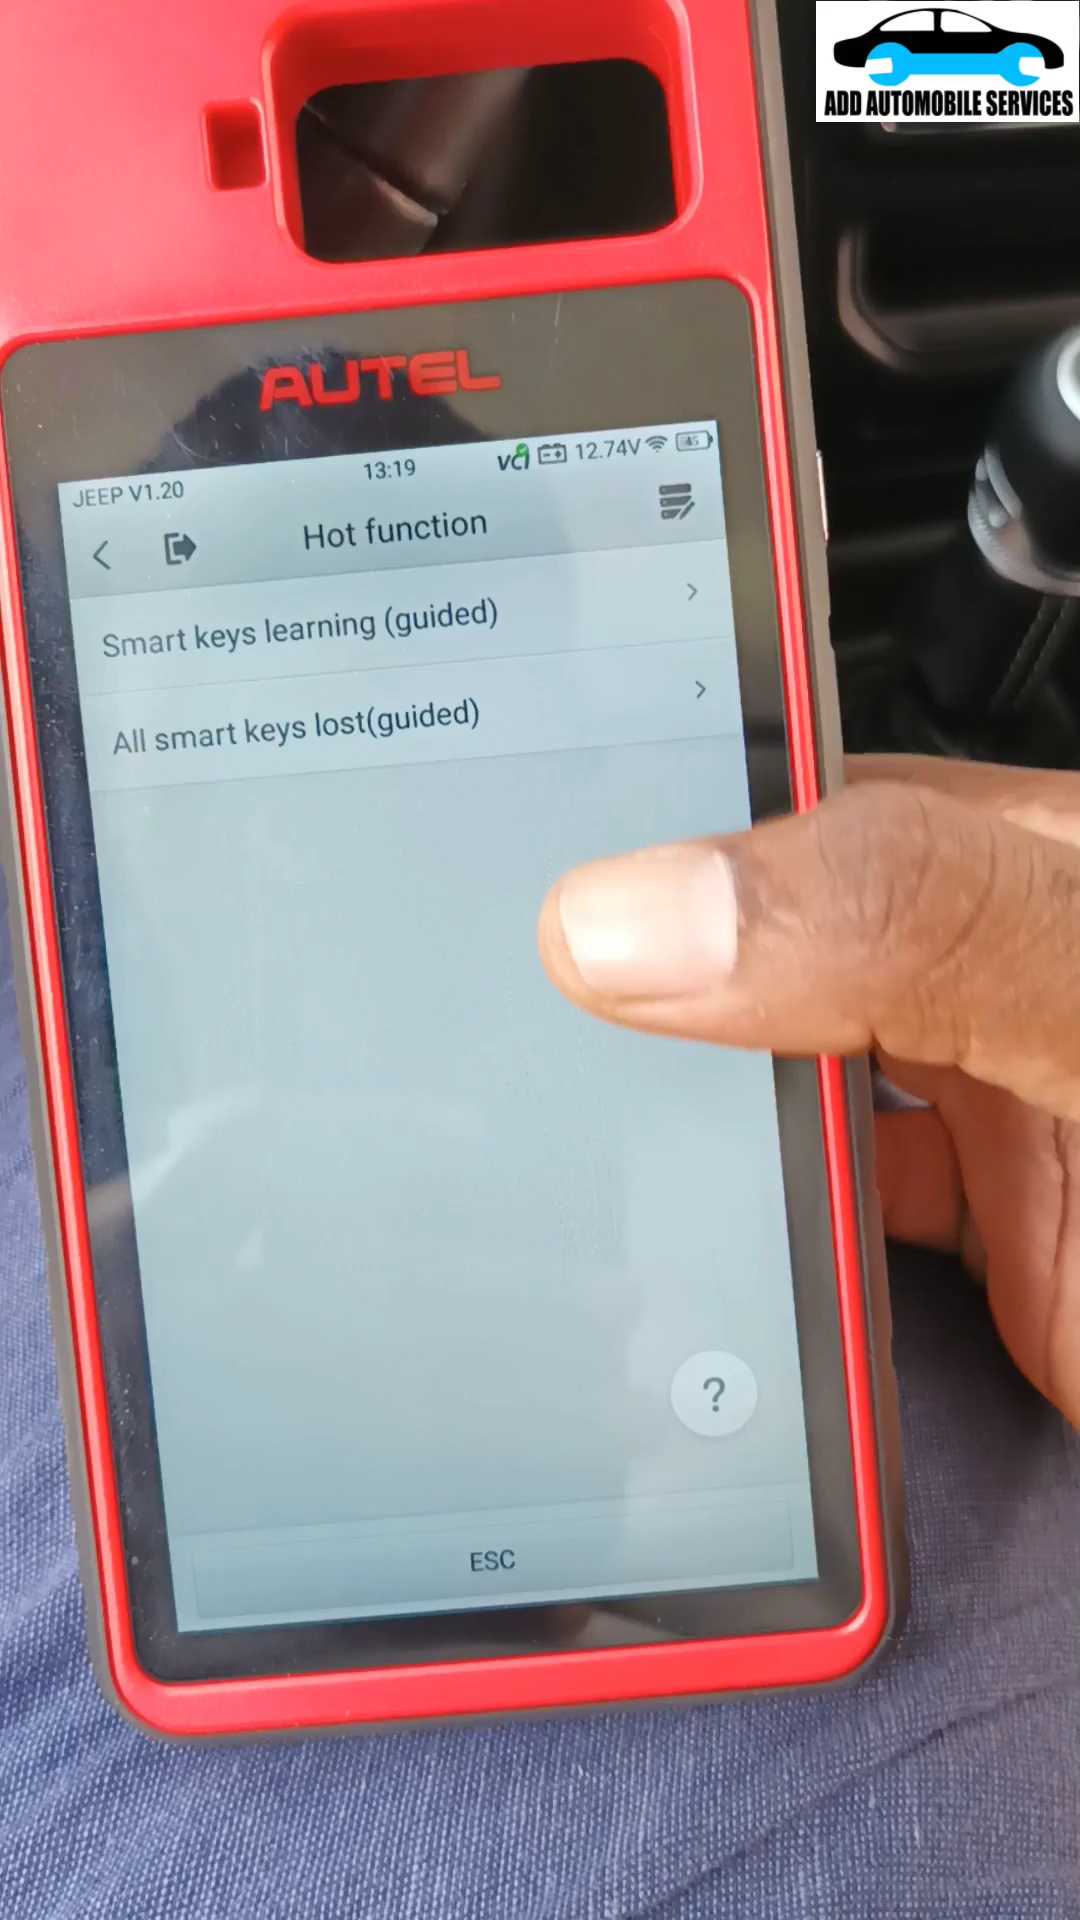 ADD AUTOMOBILE SERVICES
AUTEL
JEEP V1.20 13:19 VCI 12.74V 45
Hot function
Smart keys learning (guided)
All smart keys lost(guided)
?
ESC